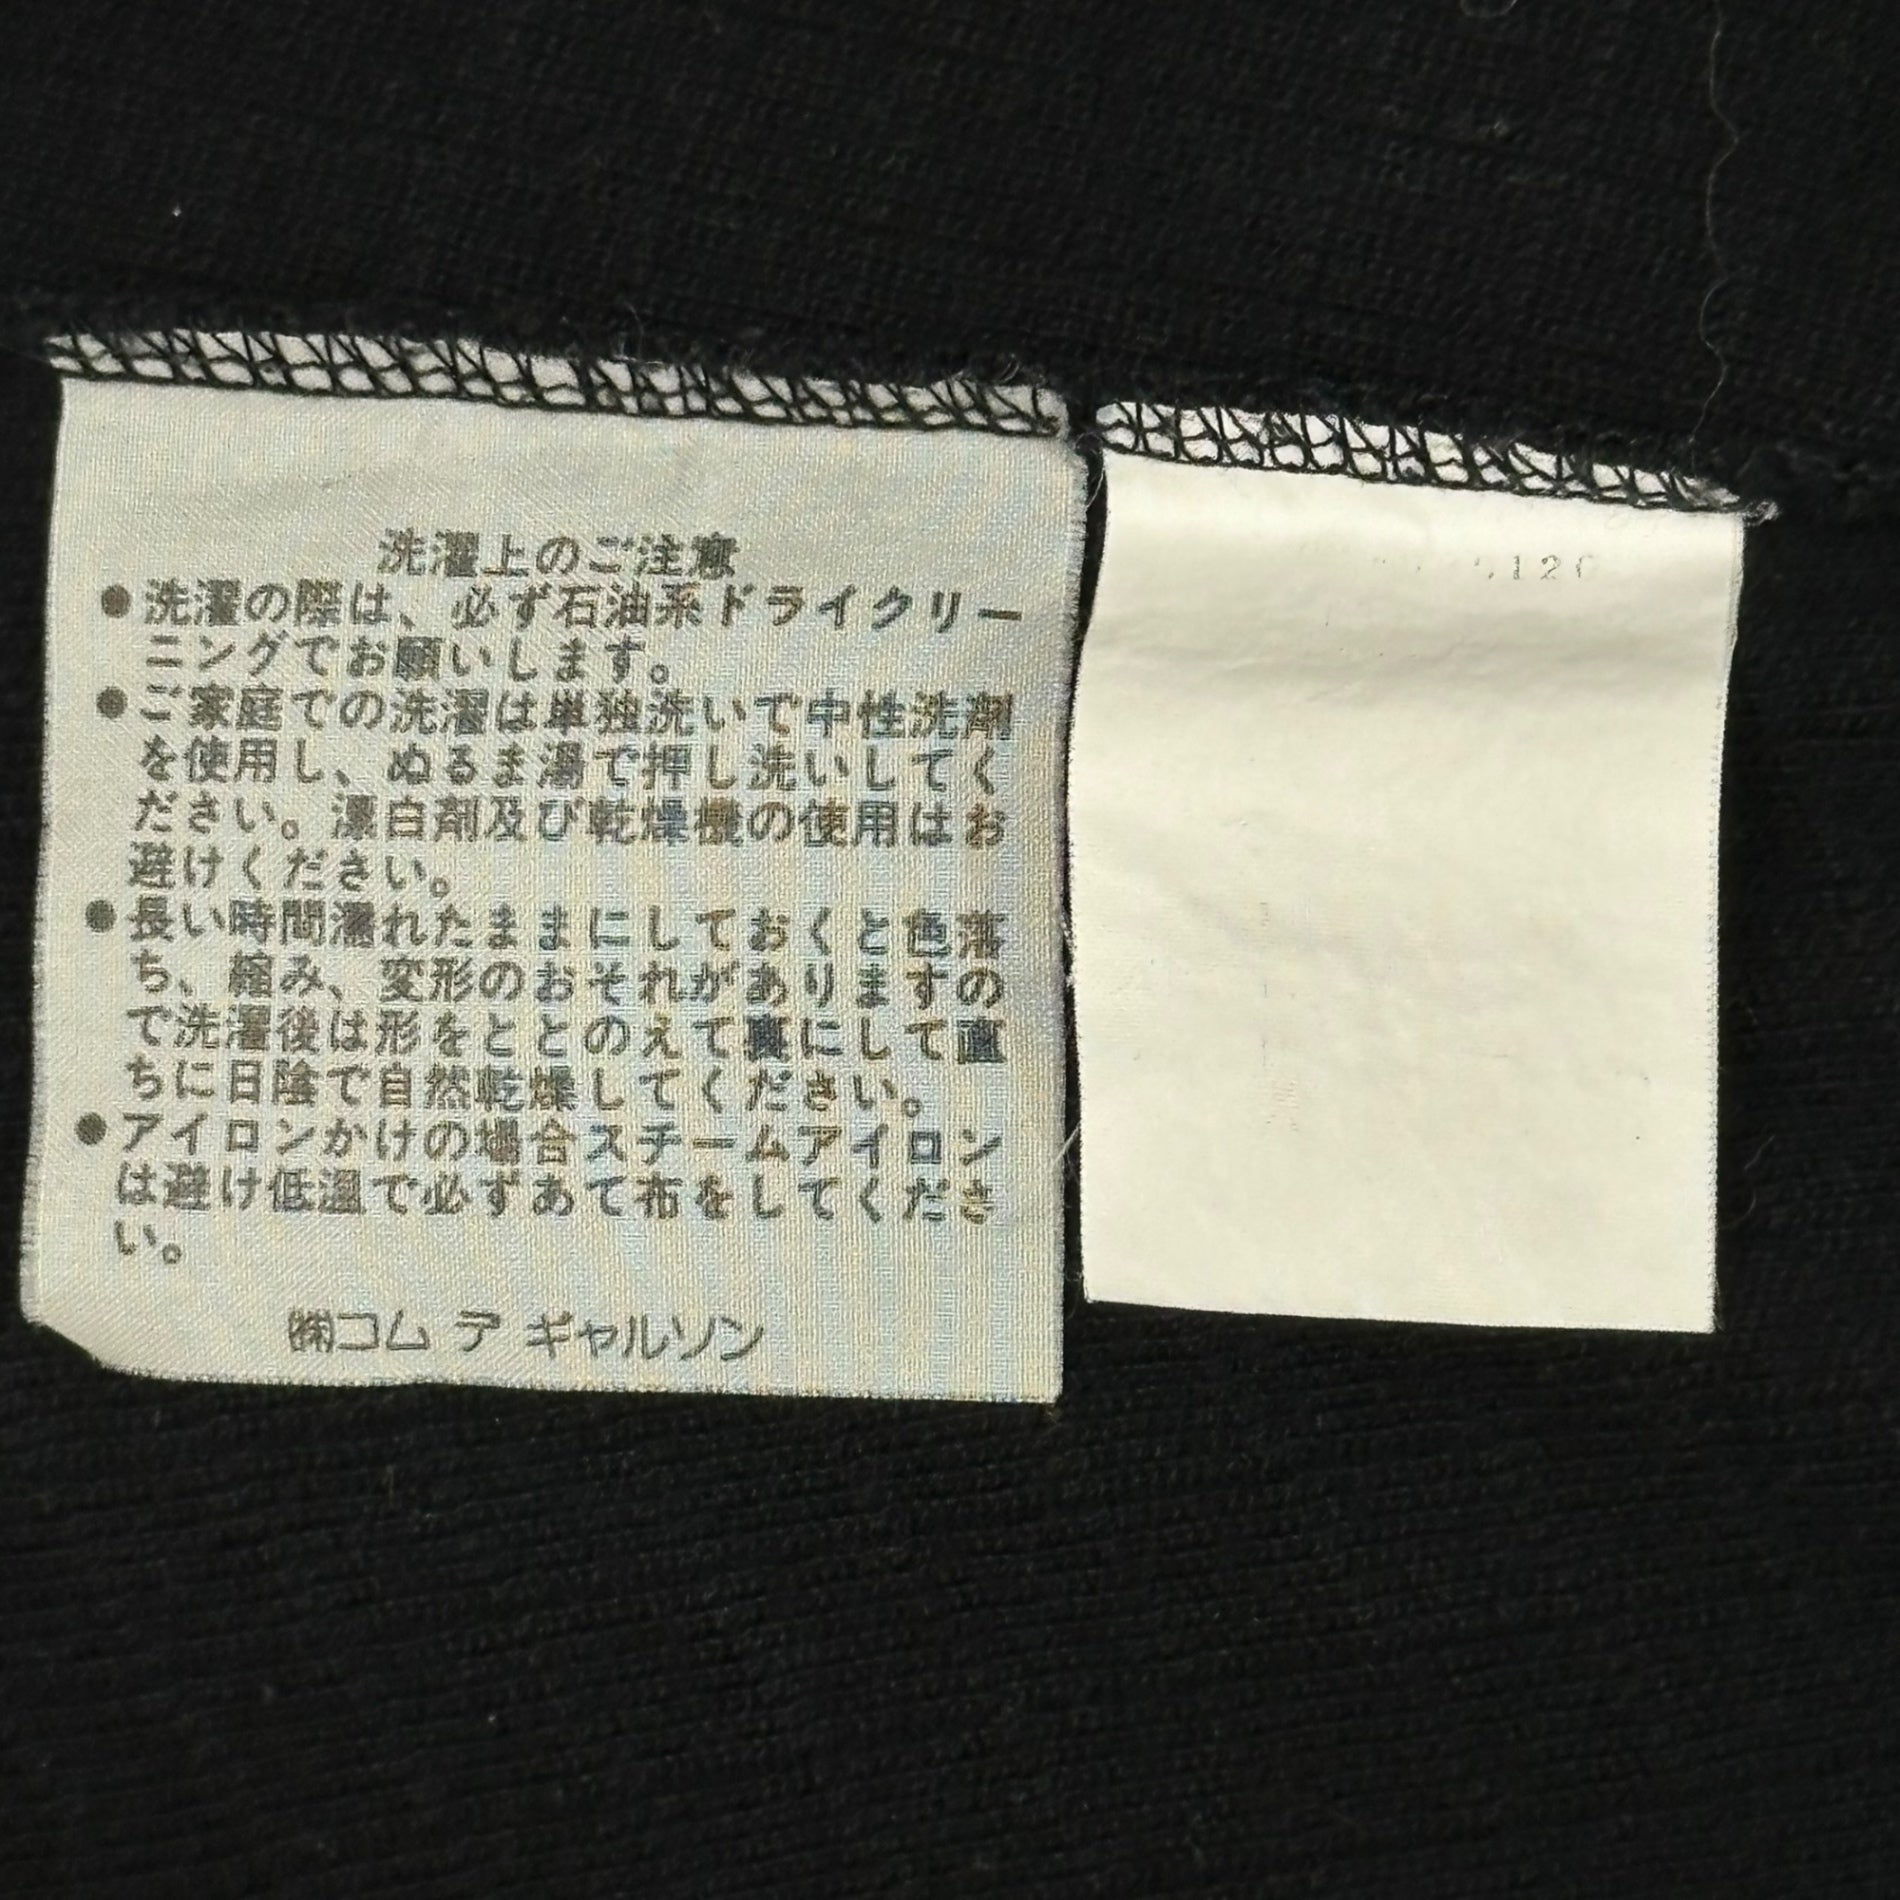 洗濯上のご注意
●洗濯の際は、必ず石油系ドライクリー
ニングでお願いします。
●ご家庭での洗濯は単独洗いで中性洗剤
を使用し、ぬるま湯で押し洗いしてく
ださい。漂白剤及び乾燥機の使用はお
避けください。
●長い時間濡れたままにしておくと色落
ち、縮み、変形のおそれがありますの
で洗濯後は形をととのえて裏にして直
ちに日陰で自然乾燥してください。
●アイロンかけの場合スチームアイロン
は避け低温で必ずあて布をしてくださ
い。
㈱コム デ ギャルソン